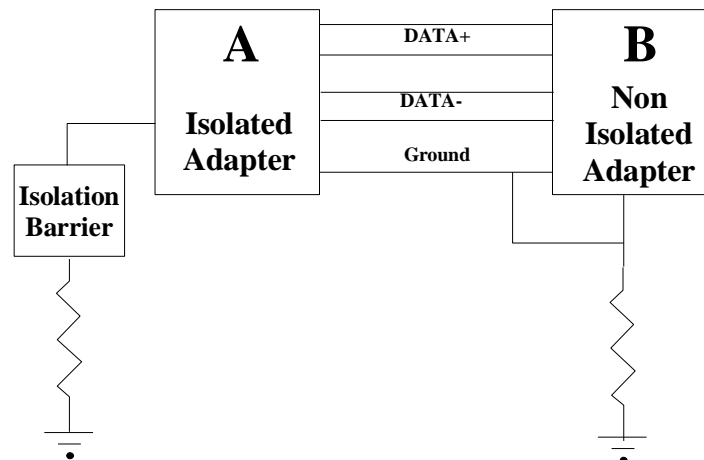 A
Isolated
Adapter
DATA+
DATA-
Ground
B
Non
Isolated
Adapter
Isolation
Barrier